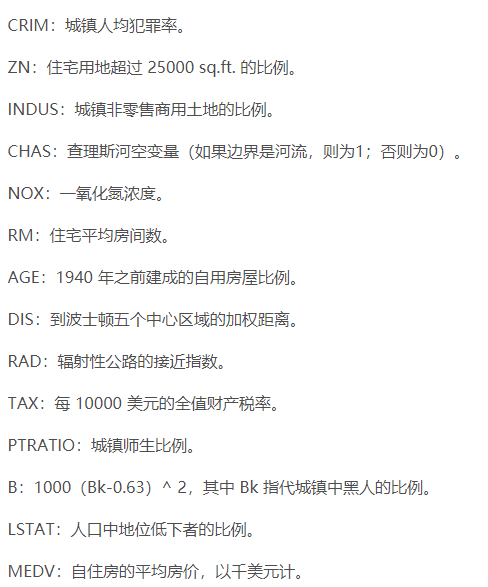 CRIM：城镇人均犯罪率。
ZN：住宅用地超过 25000 sq.ft. 的比例。
INDUS：城镇非零售商用土地的比例。
CHAS：查理斯河空变量（如果边界是河流，则为1；否则为0）。
NOX：一氧化氮浓度。
RM：住宅平均房间数。
AGE：1940 年之前建成的自用房屋比例。
DIS：到波士顿五个中心区域的加权距离。
RAD：辐射性公路的接近指数。
TAX：每 10000 美元的全值财产税率。
PTRATIO：城镇师生比例。
B：1000（Bk-0.63）^ 2，其中 Bk 指代城镇中黑人的比例。
LSTAT：人口中地位低下者的比例。
MEDV：自住房的平均房价，以千美元计。